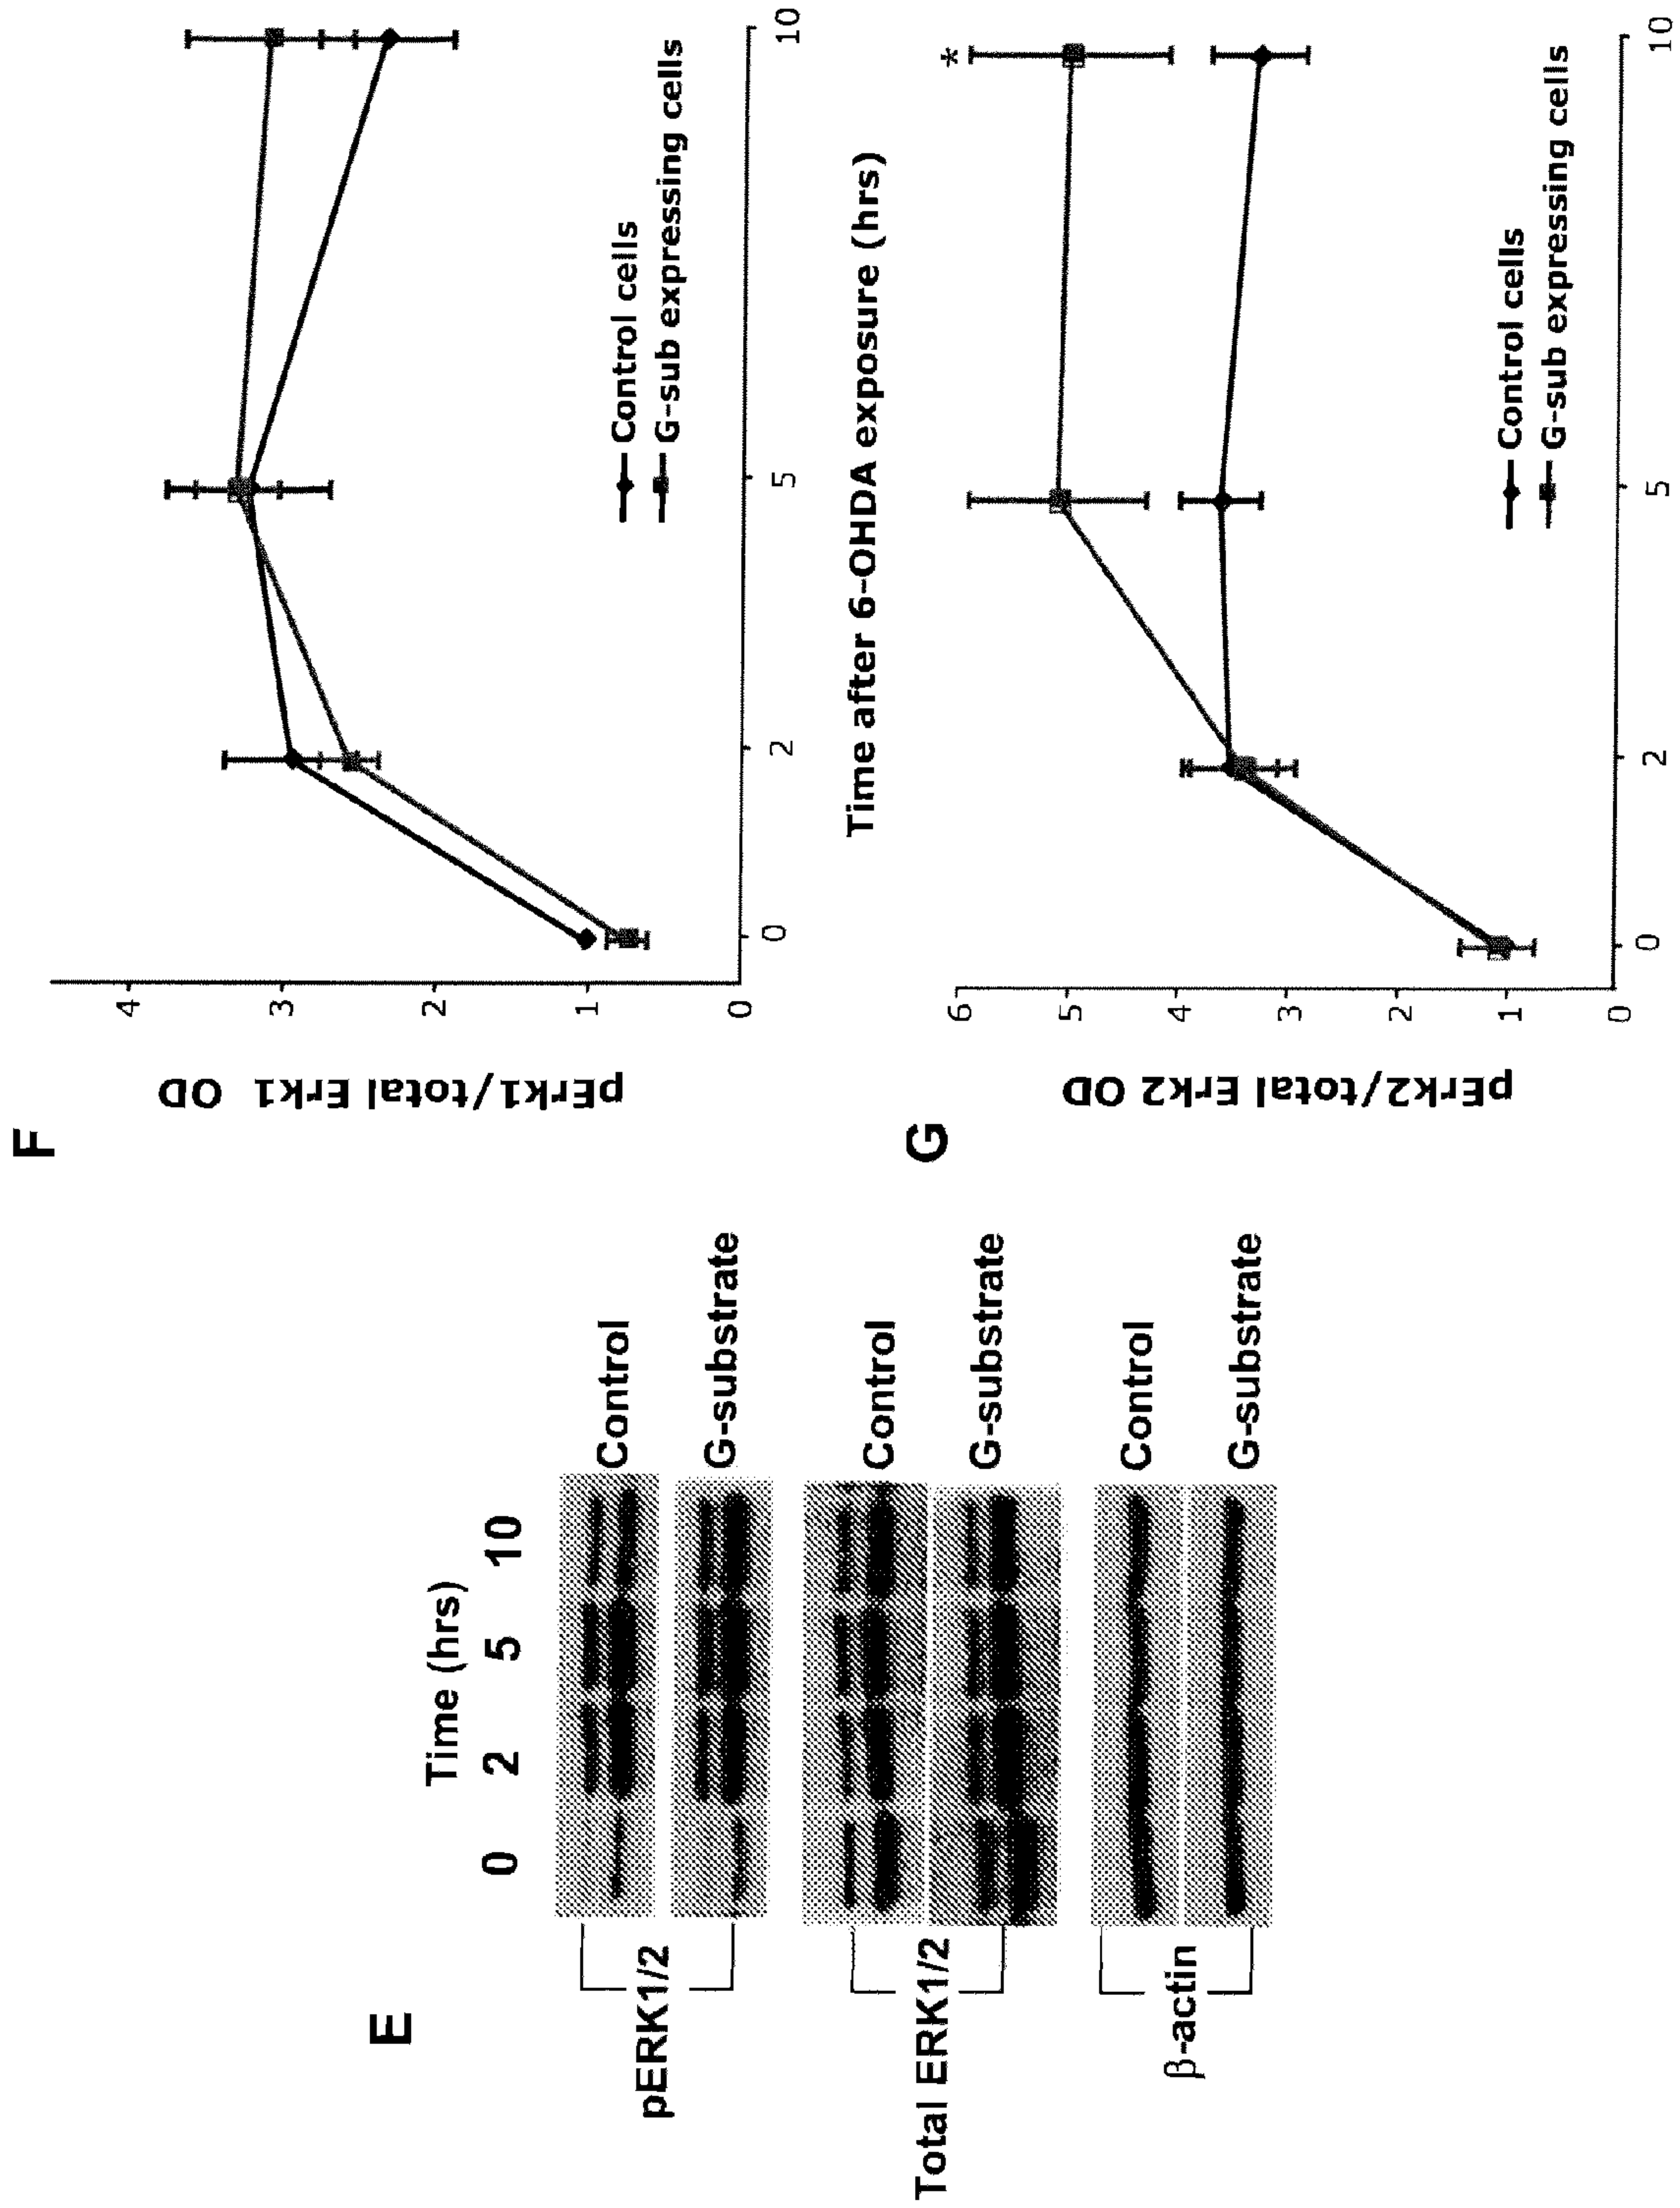 E
Time (hrs)
0 2 5 10
pERK1/2
Control
G-substrate
Total ERK1/2
Control
G-substrate
β-actin
Control
G-substrate
F
pErk1/total Erk1 OD
4
3
2
1
0
0 2 5 10
Control cells
G-sub expressing cells
Time after 6-OHDA exposure (hrs)
G
pErk2/total Erk2 OD
6
5
4
3
2
1
0
*
0 2 5 10
Control cells
G-sub expressing cells